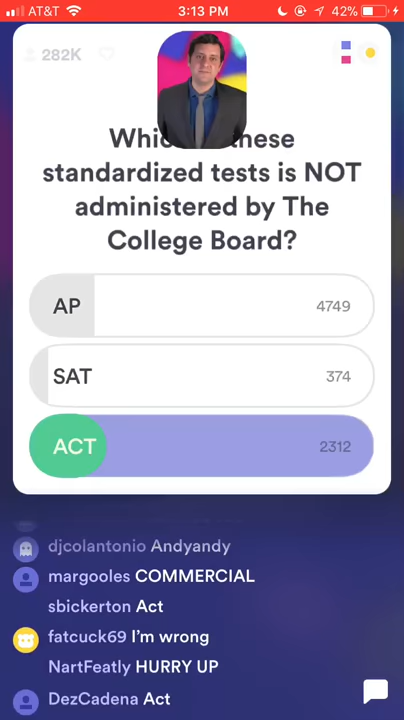 AT&T
3:13 PM
42%
282K
Which these
standardized tests is NOT
administered by The
College Board?
AP 4749
SAT 374
ACT 2312
djcolantonio Andyandy
margooles COMMERCIAL
sbickerton Act
fatcuck69 I'm wrong
NartFeatly HURRY UP
DezCadena Act